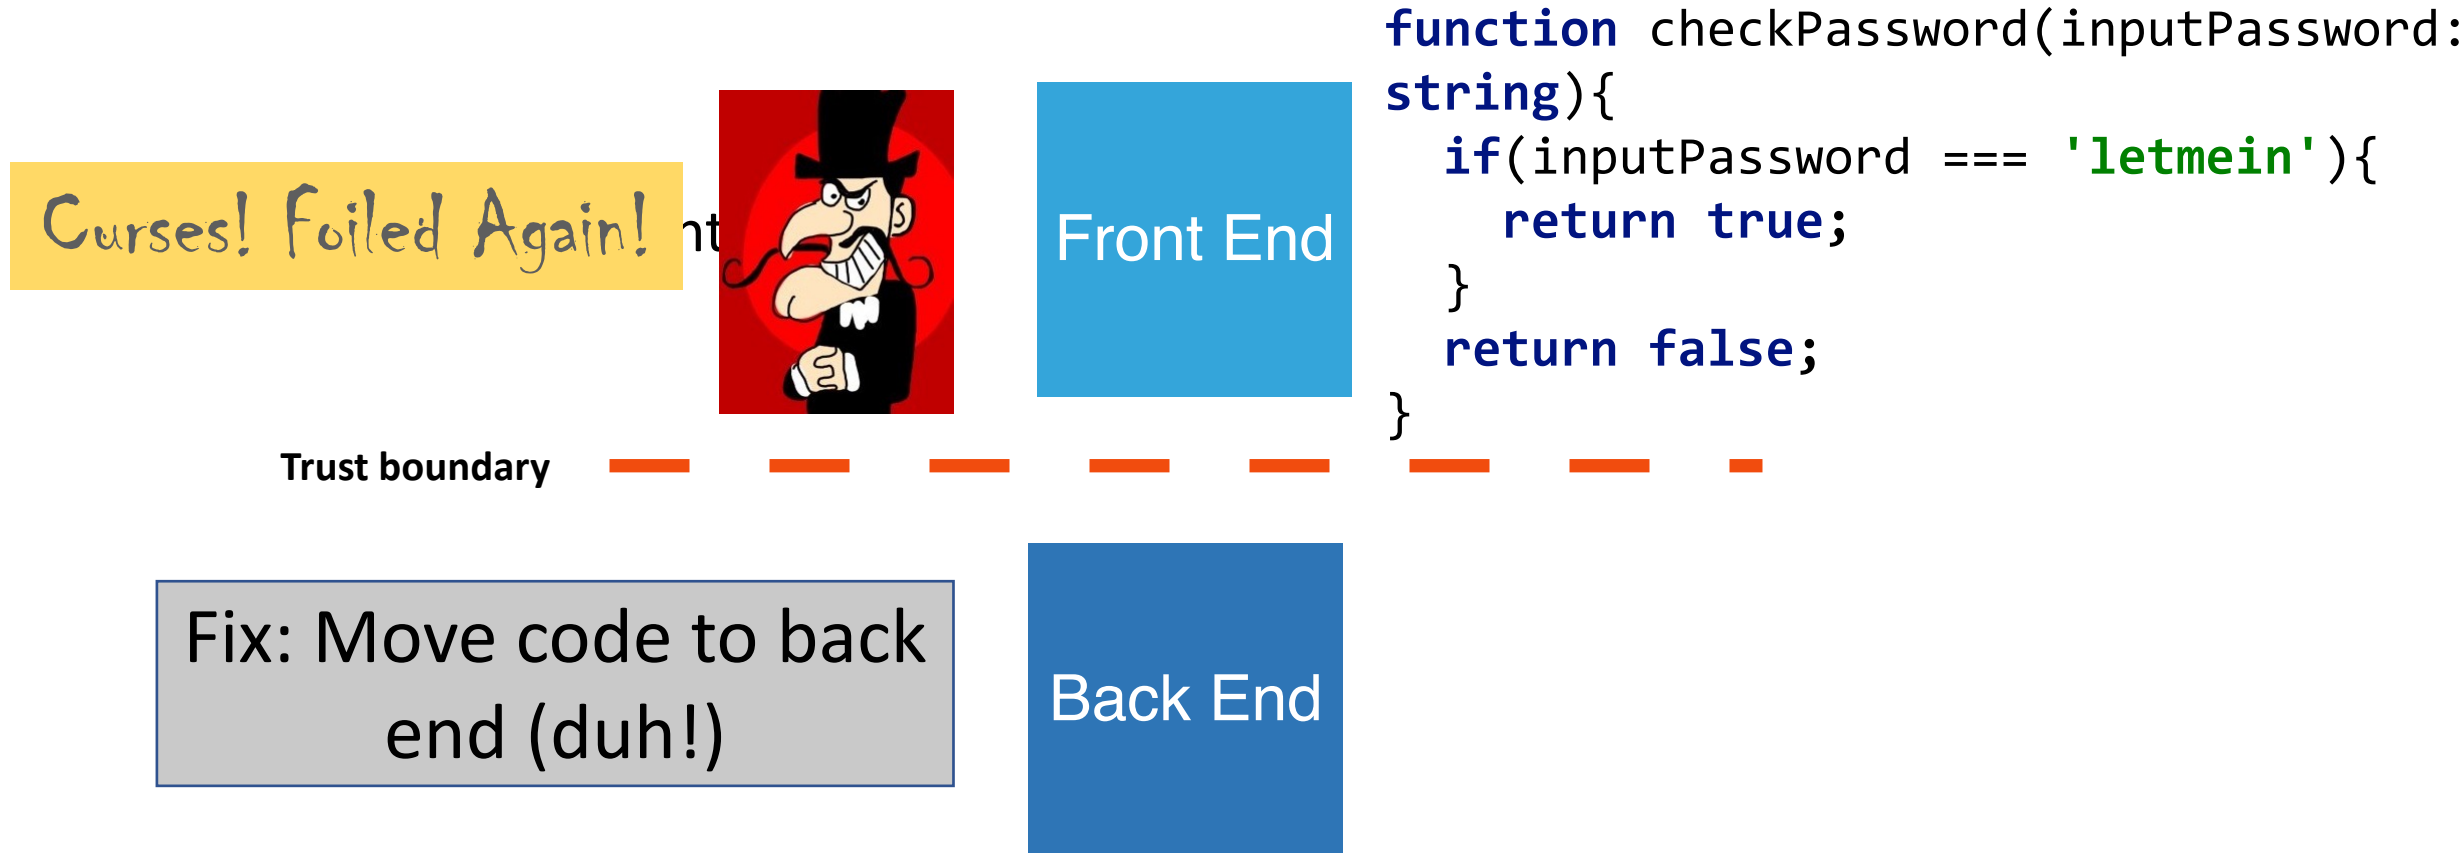 function checkPassword(inputPassword:
string){
  if(inputPassword === 'letmein'){
    return true;
  }
  return false;
}
Curses! Foiled Again!
nt
Front End
Trust boundary
Fix: Move code to back
end (duh!)
Back End